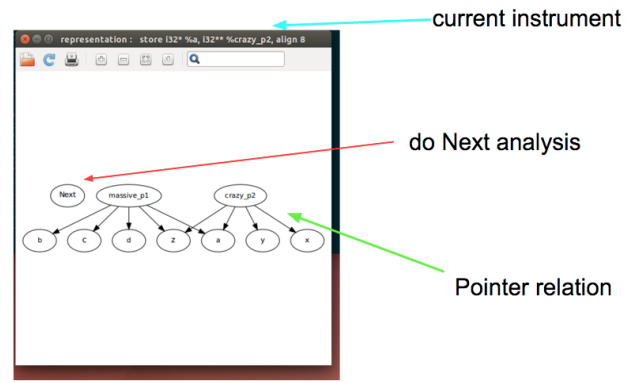 current instrument
representation : store i32* %a, i32** %crazy_p2, align 8
do Next analysis
Next
massive_p1
crazy_p2
b
c
d
z
a
y
x
Pointer relation